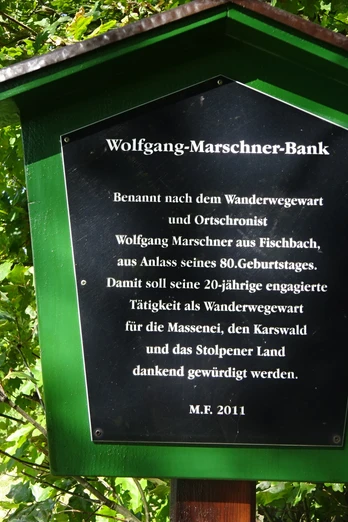 Wolfgang-Marschner-Bank
Benannt nach dem Wanderwegewart
und Ortschronist
Wolfgang Marschner aus Fischbach,
aus Anlass seines 80.Geburtstages.
Damit soll seine 20-jährige engagierte
Tätigkeit als Wanderwegewart
für die Massenei, den Karswald
und das Stolpener Land
dankend gewürdigt werden.
M.F. 2011